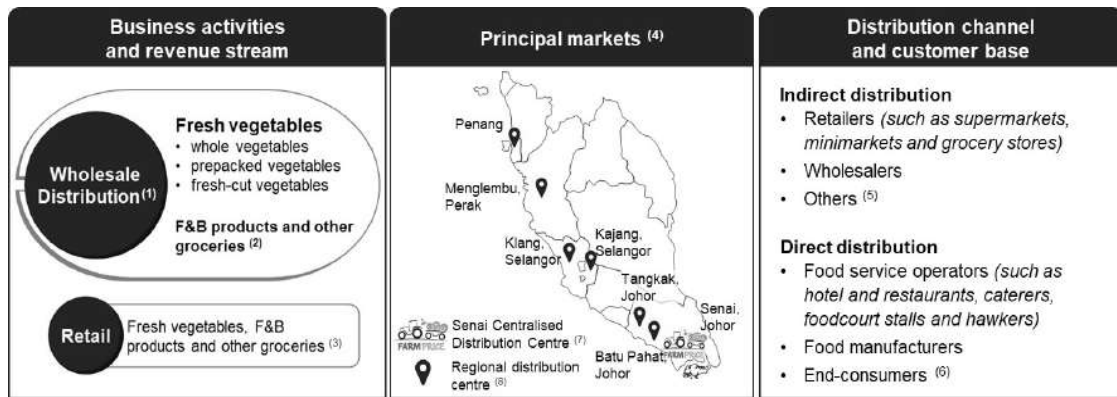 Business activities
and revenue stream
Wholesale
Distribution(1)
Fresh vegetables
• whole vegetables
• prepacked vegetables
• fresh-cut vegetables
F&B products and other
groceries (2)
Retail
Fresh vegetables, F&B
products and other groceries (3)
Principal markets (4)
Penang
Menglembu,
Perak
Klang,
Selangor
Kajang,
Selangor
Tangkak,
Johor
Senai,
Johor
Batu Pahat,
Johor
FARM PRICE
FARM PRICE
Senai Centralised
Distribution Centre (7)
Regional distribution
centre (8)
Distribution channel
and customer base
Indirect distribution
• Retailers (such as supermarkets,
minimarkets and grocery stores)
• Wholesalers
• Others (5)
Direct distribution
• Food service operators (such as
hotel and restaurants, caterers,
foodcourt stalls and hawkers)
• Food manufacturers
• End-consumers (6)